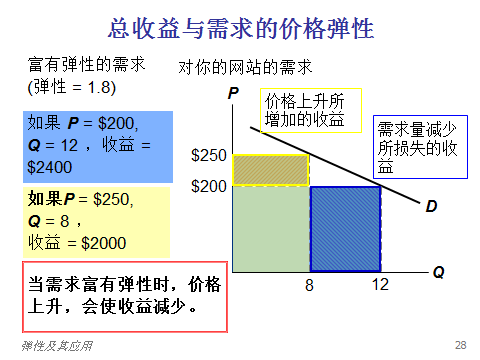 总收益与需求的价格弹性
富有弹性的需求
(弹性 = 1.8)
如果 P = $200,
Q = 12 ，收益 =
$2400
如果P = $250,
Q = 8 ，
收益 = $2000
当需求富有弹性时，价格
上升，会使收益减少。
对你的网站的需求
P
价格上升所
增加的收益
需求量减少
所损失的收
益
$250
$200
D
Q
8
12
弹性及其应用
28